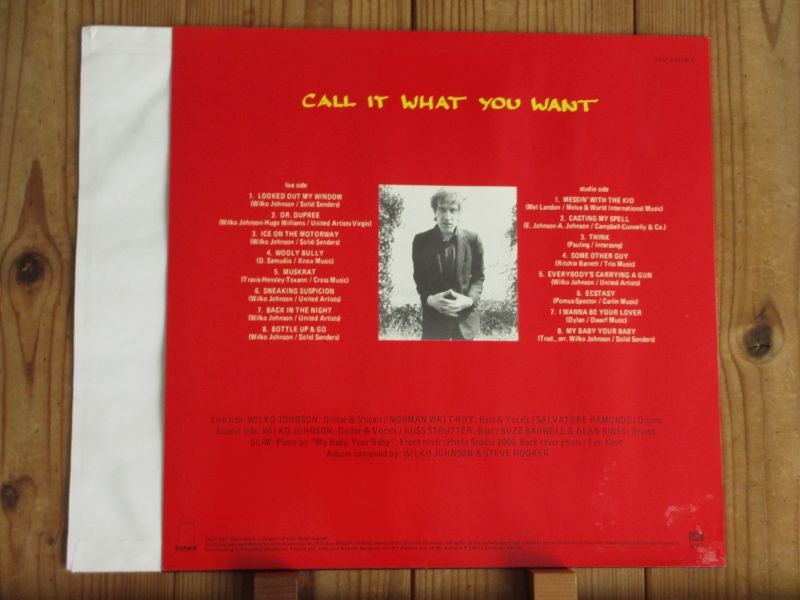 CALL IT WHAT YOU WANT
live side
1. LOOKED OUT MY WINDOW
(Wilko Johnson / Solid Senders)
2. DR. DUPREE
(Wilko Johnson-Hugo Williams / United Artists-Virgin)
3. ICE ON THE MOTORWAY
(Wilko Johnson / Solid Senders)
4. WOOLY BULLY
(D. Samudio / Knox Music)
5. MUSKRAT
(Travis-Hensley-Texann / Cross Music)
6. SNEAKING SUSPICION
(Wilko Johnson / United Artists)
7. BACK IN THE NIGHT
(Wilko Johnson / United Artists)
8. BOTTLE UP & GO
(Wilko Johnson / Solid Senders)
studio side
1. MESSIN' WITH THE KID
(Mel Landon / Melva & World International Music)
2. CASTING MY SPELL
(E. Johnson-A. Johnson / Campbell-Connelly & Co.)
3. THINK
(Pauling / Intersong)
4. SOME OTHER GUY
(Ritchie Barrett / Trio Music)
5. EVERYBODY'S CARRYING A GUN
(Wilko Johnson / United Artists)
6. ECSTASY
(Pomus-Spector / Carlin Music)
7. I WANNA BE YOUR LOVER
(Dylan / Dwarf Music)
8. MY BABY YOUR BABY
(Trad., arr. Wilko Johnson / Solid Senders)
Live side: WILKO JOHNSON: Guitar & Vocals / NORMAN WATT-ROY: Bass & Vocals / SALVATORE RAMUNDO: Drums
Studio side: WILKO JOHNSON: Guitar & Vocals / RUSS STRUTTER: Bass / BUZZ BARWELL & ALAN BINES: Drums
SLIM: Piano on "My Baby Your Baby". Front cover: Photo Studio 2000. Back cover photo: Tim Knot
Album compiled by: WILKO JOHNSON & STEVE HOOKER